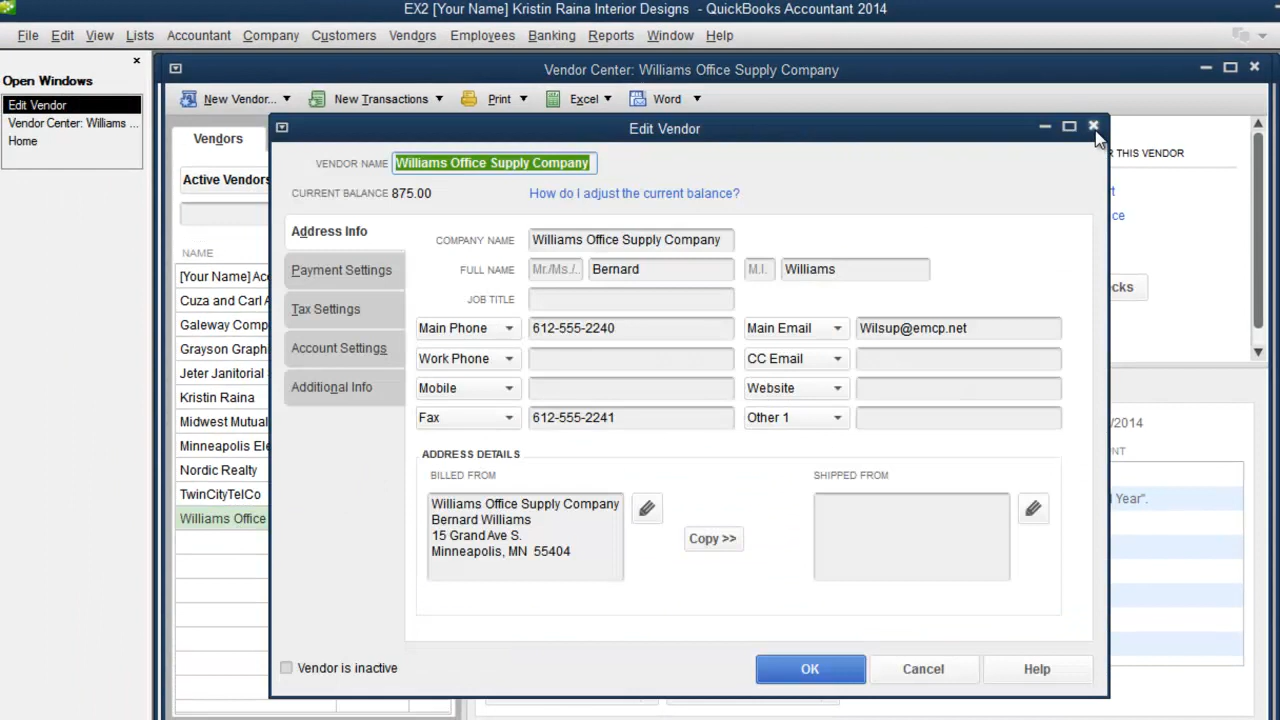 EX2 [Your Name] Kristin Raina Interior Designs - QuickBooks Accountant 2014
File Edit View Lists Accountant Company Customers Vendors Employees Banking Reports Window Help
Open Windows
Edit Vendor
Vendor Center: Williams ...
Home
Vendor Center: Williams Office Supply Company
New Vendor... New Transactions Print Excel Word
Vendors
Active Vendors
NAME
[Your Name] Acc
Cuza and Carl A
Galeway Comp
Grayson Graph
Jeter Janitorial
Kristin Raina
Midwest Mutual
Minneapolis Ele
Nordic Realty
TwinCityTelCo
Williams Office
Edit Vendor
VENDOR NAME Williams Office Supply Company
CURRENT BALANCE 875.00 How do I adjust the current balance?
Address Info
Payment Settings
Tax Settings
Account Settings
Additional Info
COMPANY NAME Williams Office Supply Company
FULL NAME Mr./Ms./.. Bernard M.I. Williams
JOB TITLE
Main Phone 612-555-2240 Main Email Wilsup@emcp.net
Work Phone CC Email
Mobile Website
Fax 612-555-2241 Other 1
ADDRESS DETAILS
BILLED FROM SHIPPED FROM
Williams Office Supply Company
Bernard Williams
15 Grand Ave S.
Minneapolis, MN 55404
Copy >>
Vendor is inactive
OK Cancel Help
R THIS VENDOR
ce
cks
/2014
NT
d Year".